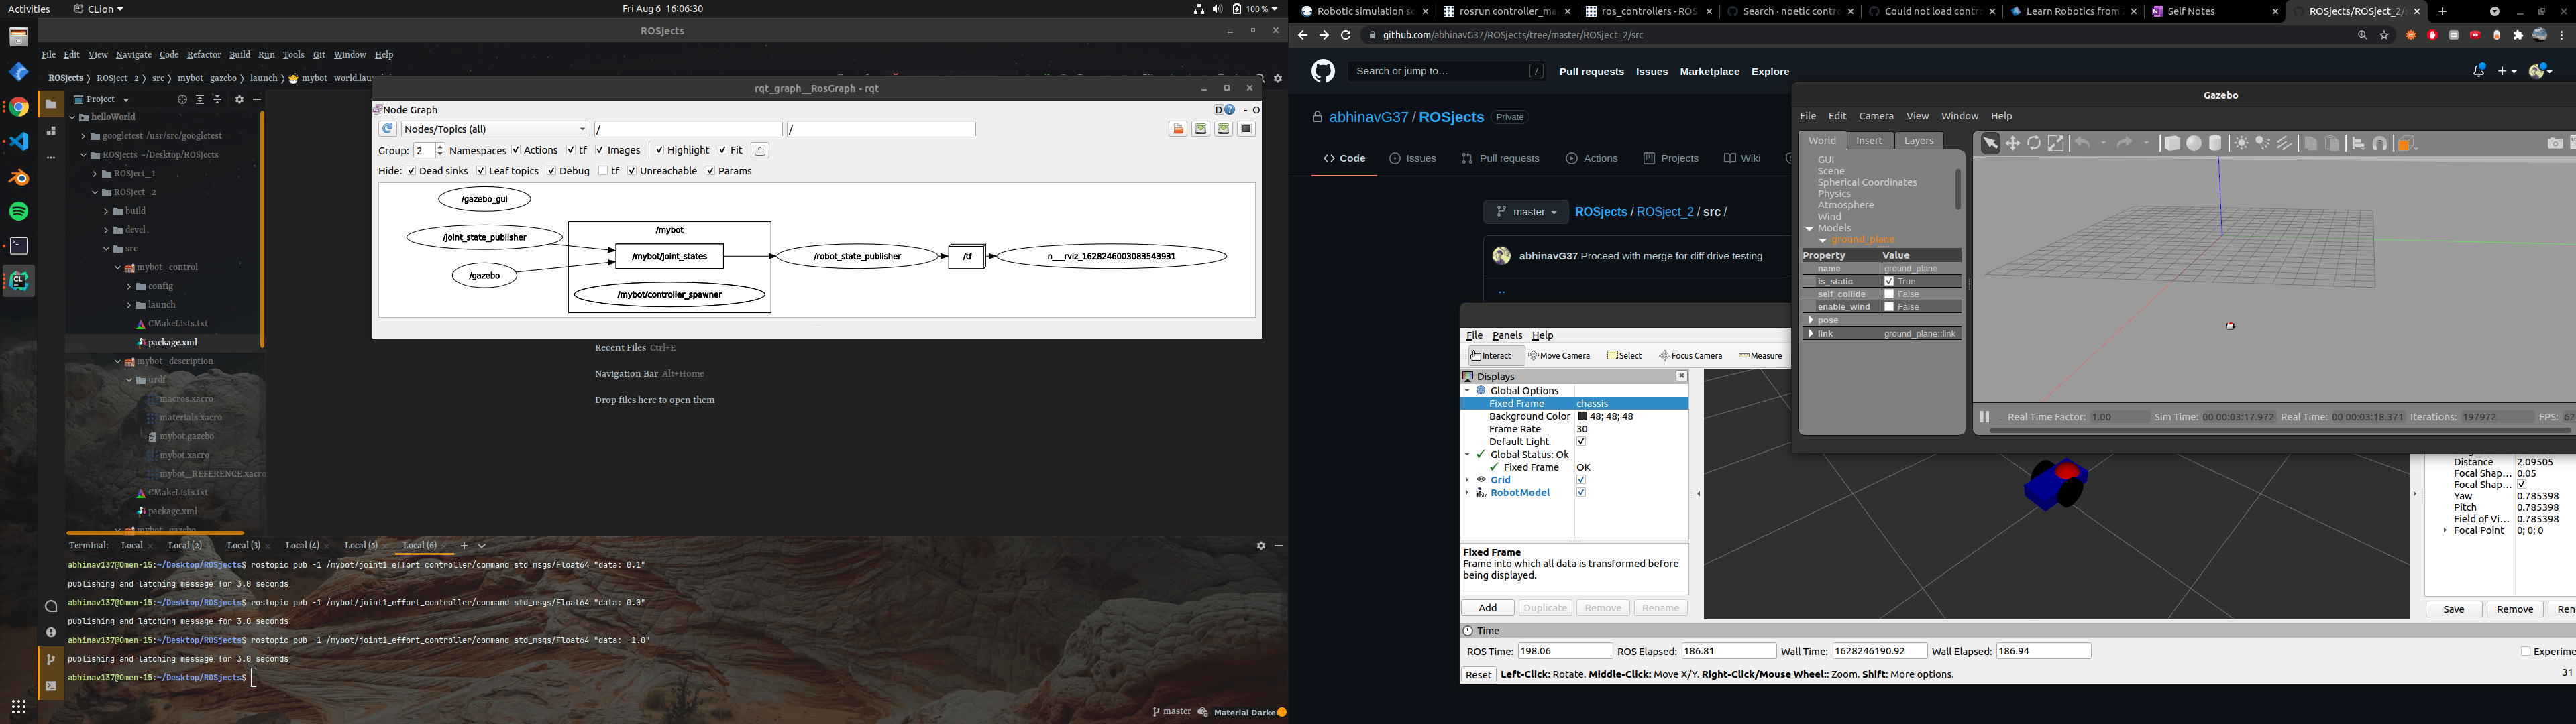 Activities
CLion
Fri Aug 6 16:06:30
100 %
ROSjects
File Edit View Navigate Code Refactor Build Run Tools Git Window Help
ROSjects ROSject_2 src mybot_gazebo launch
Project
helloWorld
googletest /usr/src/googletest
ROSjects ~/Desktop/ROSjects
ROSject_1
ROSject_2
build
devel
src
mybot_control
config
launch
CMakeLists.txt
package.xml
mybot_description
urdf
macros.xacro
materials.xacro
mybot.gazebo
mybot.xacro
mybot_REFERENCE.xacro
CMakeLists.txt
package.xml
mybot_gazebo
rqt_graph__RosGraph - rqt
Node Graph
D - O
Nodes/Topics (all) / /
Group: 2 Namespaces Actions tf Images Highlight Fit
Hide: Dead sinks Leaf topics Debug tf Unreachable Params
/gazebo_gui
/joint_state_publisher
/gazebo
/mybot
/mybot/joint_states
/mybot/controller_spawner
/robot_state_publisher
/tf
n___rviz_1628246003083543931
Recent Files Ctrl+E
Navigation Bar Alt+Home
Drop files here to open them
Terminal: Local Local (2) Local (3) Local (4) Local (5) Local (6)
abhinav137@Omen-15:~/Desktop/ROSjects$ rostopic pub -1 /mybot/joint1_effort_controller/command std_msgs/Float64 "data: 0.1"
publishing and latching message for 3.0 seconds
abhinav137@Omen-15:~/Desktop/ROSjects$ rostopic pub -1 /mybot/joint1_effort_controller/command std_msgs/Float64 "data: 0.0"
publishing and latching message for 3.0 seconds
abhinav137@Omen-15:~/Desktop/ROSjects$ rostopic pub -1 /mybot/joint1_effort_controller/command std_msgs/Float64 "data: -1.0"
publishing and latching message for 3.0 seconds
abhinav137@Omen-15:~/Desktop/ROSjects$
master
Material Darker
Robotic simulation
rosrun controller_ma
ros_controllers - ROS
Search · noetic contr
Could not load contr
Learn Robotics from
Self Notes
ROSjects/ROSject_2/
github.com/abhinavG37/ROSjects/tree/master/ROSject_2/src
Search or jump to… / Pull requests Issues Marketplace Explore
abhinavG37 / ROSjects Private
Code Issues Pull requests Actions Projects Wiki
master ROSjects / ROSject_2 / src /
abhinavG37 Proceed with merge for diff drive testing
..
Gazebo
File Edit Camera View Window Help
World Insert Layers
GUI
Scene
Spherical Coordinates
Physics
Atmosphere
Wind
Models
ground_plane
Property Value
name ground_plane
is_static True
self_collide False
enable_wind False
pose
link ground_plane::link
Real Time Factor: 1.00 Sim Time: 00 00:03:17.972 Real Time: 00 00:03:18.371 Iterations: 197972 FPS: 62
File Panels Help
Interact Move Camera Select Focus Camera Measure
Displays
Global Options
Fixed Frame chassis
Background Color 48; 48; 48
Frame Rate 30
Default Light
Global Status: Ok
Fixed Frame OK
Grid
RobotModel
Fixed Frame
Frame into which all data is transformed before
being displayed.
Add Duplicate Remove Rename
Distance 2.09505
Focal Shap... 0.05
Focal Shap...
Yaw 0.785398
Pitch 0.785398
Field of Vi... 0.785398
Focal Point 0; 0; 0
Save Remove Ren
Time
ROS Time: 198.06 ROS Elapsed: 186.81 Wall Time: 1628246190.92 Wall Elapsed: 186.94 Experime
Reset Left-Click: Rotate. Middle-Click: Move X/Y. Right-Click/Mouse Wheel:: Zoom. Shift: More options. 31